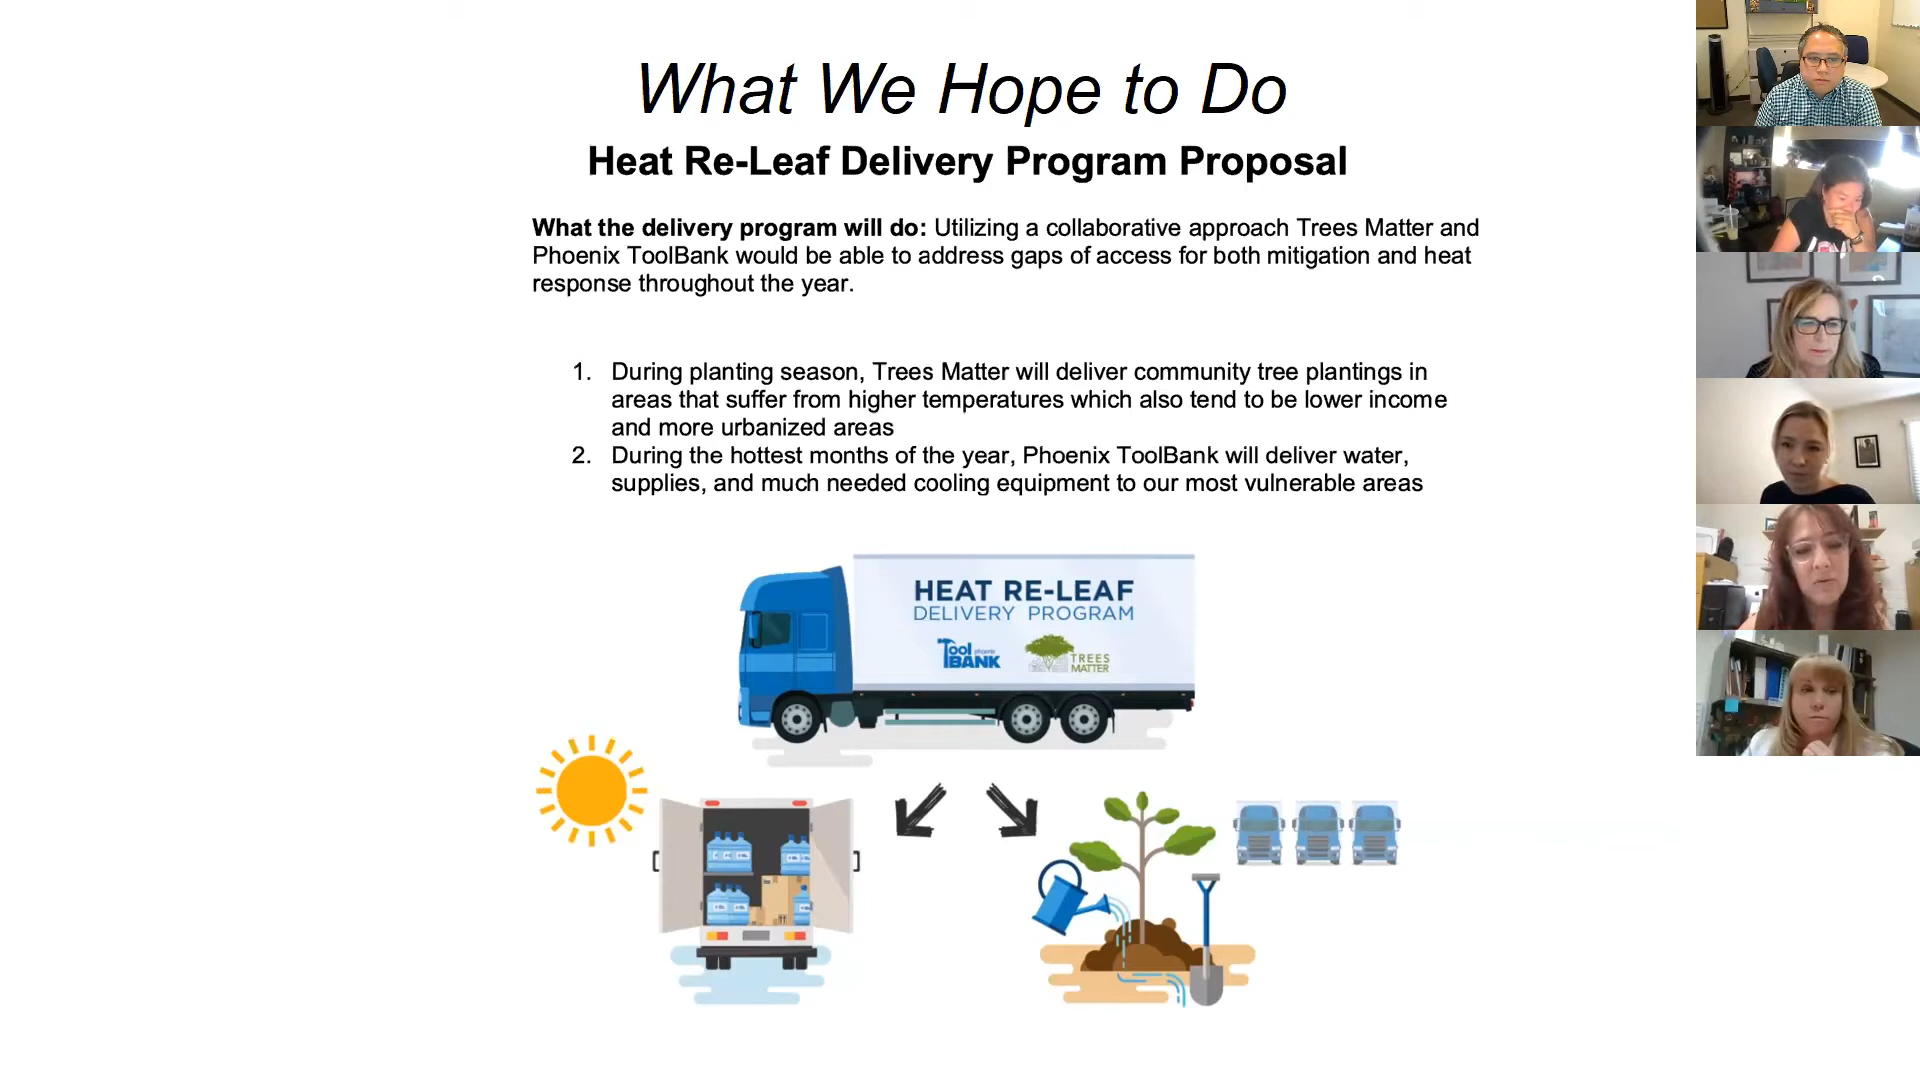 What We Hope to Do
Heat Re-Leaf Delivery Program Proposal
What the delivery program will do: Utilizing a collaborative approach Trees Matter and
Phoenix ToolBank would be able to address gaps of access for both mitigation and heat
response throughout the year.
1. During planting season, Trees Matter will deliver community tree plantings in
areas that suffer from higher temperatures which also tend to be lower income
and more urbanized areas
2. During the hottest months of the year, Phoenix ToolBank will deliver water,
supplies, and much needed cooling equipment to our most vulnerable areas
HEAT RE-LEAF
DELIVERY PROGRAM
phoenix
Tool
BANK
TREES
MATTER